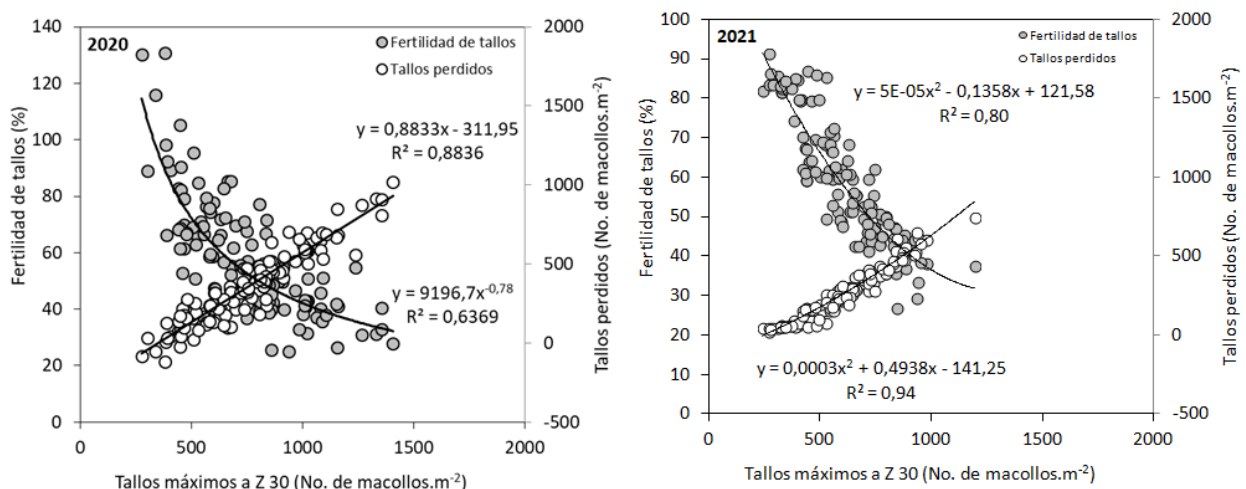 2020
Fertilidad de tallos
Tallos perdidos
y = 0,8833x - 311,95
R² = 0,8836
y = 9196,7x⁻⁰,⁷⁸
R² = 0,6369
Fertilidad de tallos (%)
140
120
100
80
60
40
20
0
2000
1500
1000
500
0
-500
Tallos perdidos (No. de macollos.m⁻²)
0
500
1000
1500
2000
Tallos máximos a Z 30 (No. de macollos.m⁻²)
2021
Fertilidad de tallos
Tallos perdidos
y = 5E-05x² - 0,1358x + 121,58
R² = 0,80
y = 0,0003x² + 0,4938x - 141,25
R² = 0,94
Fertilidad de tallos (%)
100
90
80
70
60
50
40
30
20
10
0
2000
1500
1000
500
0
-500
Tallos perdidos (No. de macollos.m⁻²)
0
500
1000
1500
2000
Tallos máximos a Z 30 (No. de macollos.m⁻²)